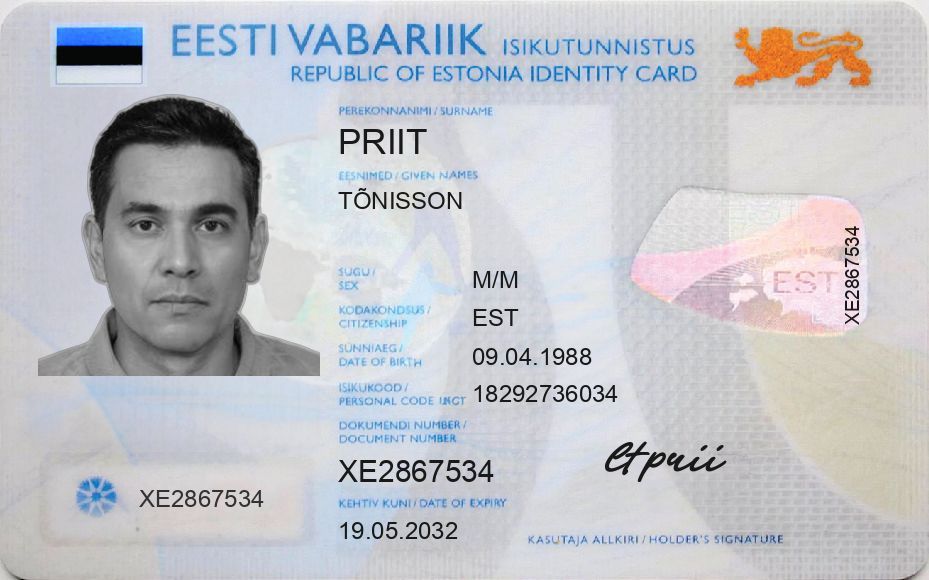 EESTI VABARIIK ISIKUTUNNISTUS
REPUBLIC OF ESTONIA IDENTITY CARD
PEREKONNANIMI / SURNAME
PRIIT
EESNIMED / GIVEN NAMES
TÕNISSON
SUGU /
SEX
M/M
KODAKONDSUS /
CITIZENSHIP
EST
SÜNNIAEG /
DATE OF BIRTH
09.04.1988
ISIKUKOOD /
PERSONAL CODE
18292736034
DOKUMENDI NUMBER /
DOCUMENT NUMBER
XE2867534
KEHTIV KUNI / DATE OF EXPIRY
19.05.2032
XE2867534
EST
XE2867534
KASUTAJA ALLKIRI / HOLDER'S SIGNATURE